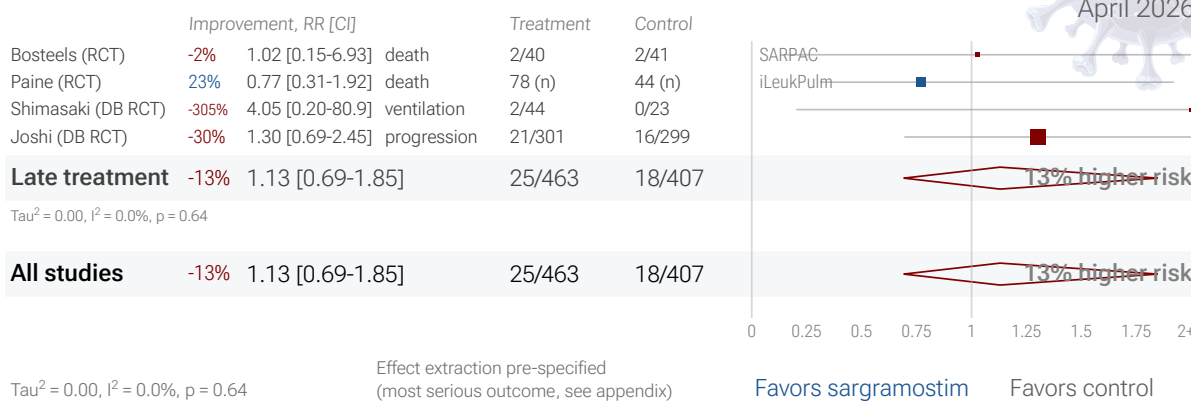 April 2026
Improvement, RR [CI] Treatment Control
Bosteels (RCT) -2% 1.02 [0.15-6.93] death 2/40 2/41 SARPAC
Paine (RCT) 23% 0.77 [0.31-1.92] death 78 (n) 44 (n) iLeukPulm
Shimasaki (DB RCT) -305% 4.05 [0.20-80.9] ventilation 2/44 0/23
Joshi (DB RCT) -30% 1.30 [0.69-2.45] progression 21/301 16/299
Late treatment -13% 1.13 [0.69-1.85] 25/463 18/407 13% higher risk
Tau² = 0.00, I² = 0.0%, p = 0.64
All studies -13% 1.13 [0.69-1.85] 25/463 18/407 13% higher risk
0 0.25 0.5 0.75 1 1.25 1.5 1.75 2+
Effect extraction pre-specified
Tau² = 0.00, I² = 0.0%, p = 0.64 (most serious outcome, see appendix) Favors sargramostim Favors control